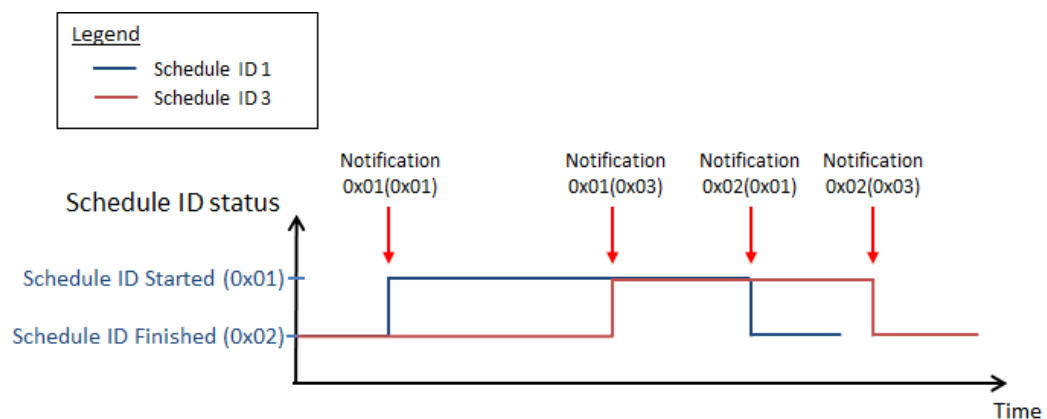 Legend
Schedule ID 1
Schedule ID 3
Notification
0x01(0x01)
Notification
0x01(0x03)
Notification
0x02(0x01)
Notification
0x02(0x03)
Schedule ID status
Schedule ID Started (0x01)
Schedule ID Finished (0x02)
Time